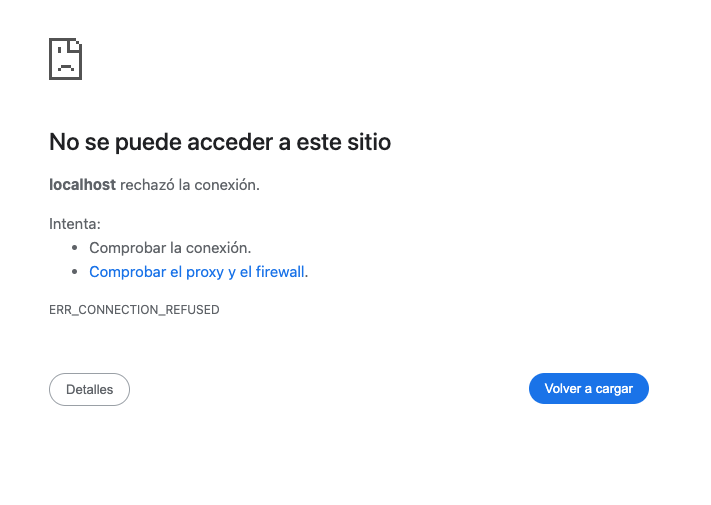 No se puede acceder a este sitio
localhost rechazó la conexión.
Intenta:
• Comprobar la conexión.
• Comprobar el proxy y el firewall.
ERR_CONNECTION_REFUSED
Detalles
Volver a cargar